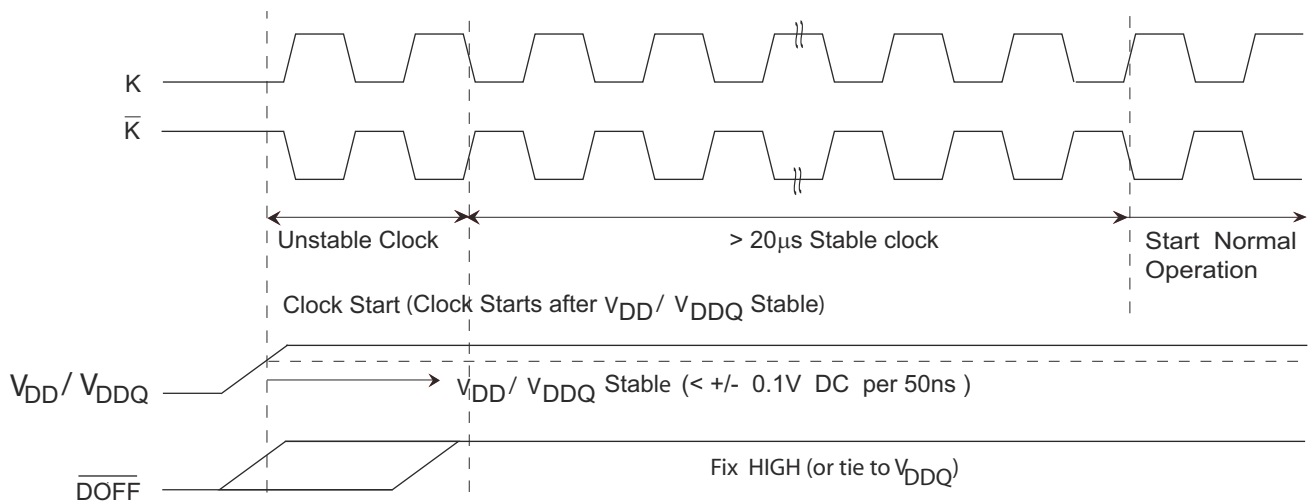 K
K̅
Unstable Clock
> 20μs Stable clock
Start Normal
Operation
Clock Start (Clock Starts after VDD/ VDDQ Stable)
VDD/ VDDQ
VDD/ VDDQ Stable (< +/- 0.1V DC per 50ns )
Fix HIGH (or tie to VDDQ)
D̅O̅F̅F̅